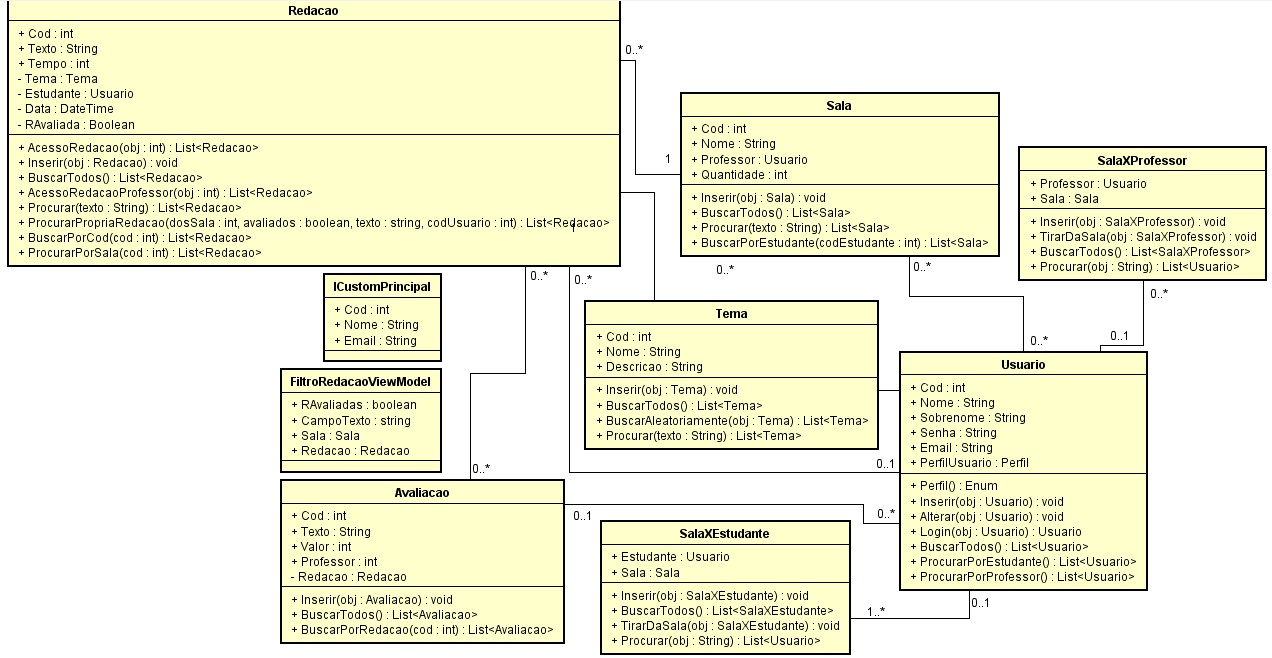 Redacao
+ Cod : int
+ Texto : String
+ Tempo : int
- Tema : Tema
- Estudante : Usuario
- Data : DateTime
- RAvaliada : Boolean
+ AcessoRedacao(obj : int) : List<Redacao>
+ Inserir(obj : Redacao) : void
+ BuscarTodos() : List<Redacao>
+ AcessoRedacaoProfessor(obj : int) : List<Redacao>
+ Procurar(texto : String) : List<Redacao>
+ ProcurarPropriaRedacao(dosSala : int, avaliados : boolean, texto : string, codUsuario : int) : List<Redacao>
+ BuscarPorCod(cod : int) : List<Redacao>
+ ProcurarPorSala(cod : int) : List<Redacao>
0..*
1
Sala
+ Cod : int
+ Nome : String
+ Professor : Usuario
+ Quantidade : int
+ Inserir(obj : Sala) : void
+ BuscarTodos() : List<Sala>
+ Procurar(texto : String) : List<Sala>
+ BuscarPorEstudante(codEstudante : int) : List<Sala>
SalaXProfessor
+ Professor : Usuario
+ Sala : Sala
+ Inserir(obj : SalaXProfessor) : void
+ TirarDaSala(obj : SalaXProfessor) : void
+ BuscarTodos() : List<SalaXProfessor>
+ Procurar(obj : String) : List<Usuario>
0..*
0..*
0..*
0..*
0..*
0..1
0..*
ICustomPrincipal
+ Cod : int
+ Nome : String
+ Email : String
Tema
+ Cod : int
+ Nome : String
+ Descricao : String
+ Inserir(obj : Tema) : void
+ BuscarTodos() : List<Tema>
+ BuscarAleatoriamente(obj : Tema) : List<Tema>
+ Procurar(texto : String) : List<Tema>
FiltroRedacaoViewModel
+ RAvaliadas : boolean
+ CampoTexto : string
+ Sala : Sala
+ Redacao : Redacao
Usuário
+ Cod : int
+ Nome : String
+ Sobrenome : String
+ Senha : String
+ Email : String
+ PerfilUsuario : Perfil
+ Perfil() : Enum
+ Inserir(obj : Usuario) : void
+ Alterar(obj : Usuario) : void
+ Login(obj : Usuario) : Usuario
+ BuscarTodos() : List<Usuario>
+ ProcurarPorEstudante() : List<Usuario>
+ ProcurarPorProfessor() : List<Usuario>
0..*
0..1
Avaliacao
+ Cod : int
+ Texto : String
+ Valor : int
+ Professor : int
- Redacao : Redacao
+ Inserir(obj : Avaliacao) : void
+ BuscarTodos() : List<Avaliacao>
+ BuscarPorRedacao(cod : int) : List<Avaliacao>
0..1
0..*
SalaXEstudante
+ Estudante : Usuario
+ Sala : Sala
+ Inserir(obj : SalaXEstudante) : void
+ BuscarTodos() : List<SalaXEstudante>
+ TirarDaSala(obj : SalaXEstudante) : void
+ Procurar(obj : String) : List<Usuario>
1..*
0..1